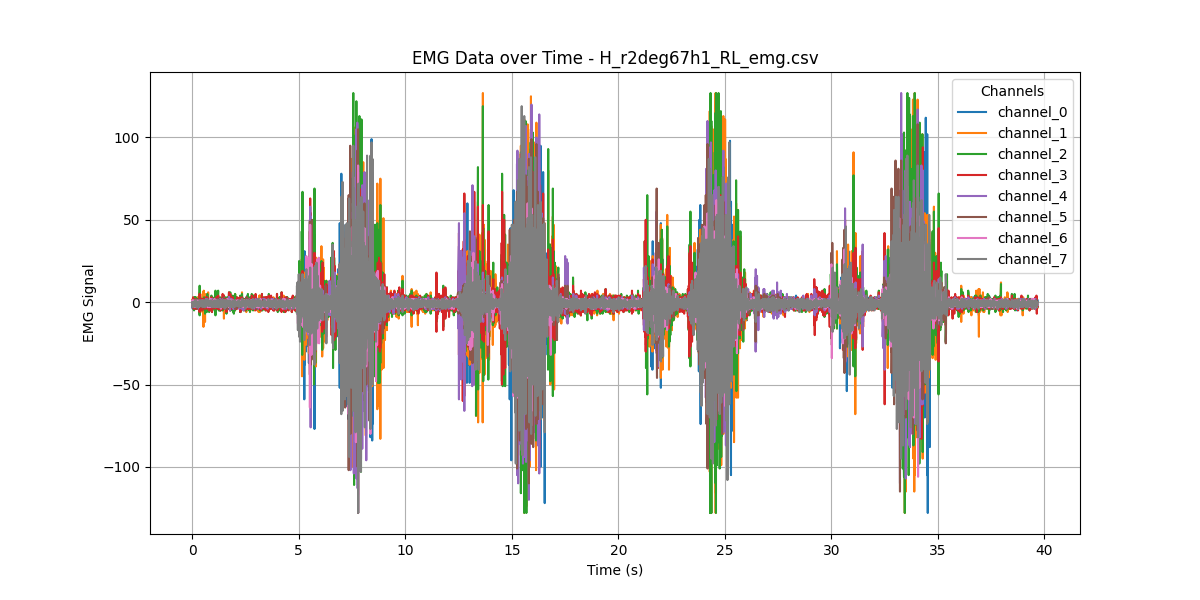 EMG Data over Time - H_r2deg67h1_RL_emg.csv
Channels
channel_0
channel_1
channel_2
channel_3
channel_4
channel_5
channel_6
channel_7
EMG Signal
100
50
0
−50
−100
0 5 10 15 20 25 30 35 40
Time (s)